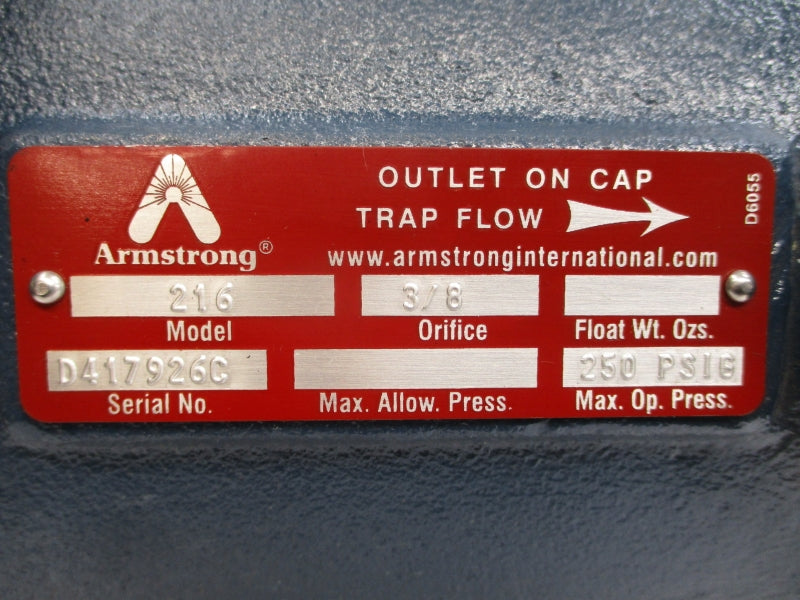 OUTLET ON CAP
TRAP FLOW
D6055
Armstrong®
www.armstronginternational.com
216 3/8
Model Orifice Float Wt. Ozs.
D417926C 250 PSIG
Serial No. Max. Allow. Press. Max. Op. Press.